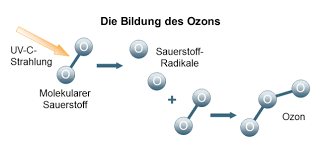 Die Bildung des Ozons
UV-C-
Strahlung
O
O
Molekularer
Sauerstoff
O
Sauerstoff-
Radikale
O
+
O
O
O
O
O
Ozon